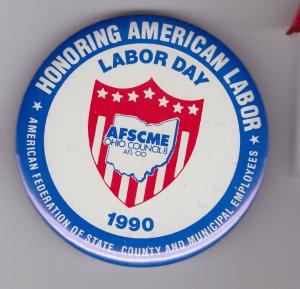 HONORING AMERICAN LABOR
LABOR DAY
AFSCME
OHIO COUNCIL 8
AFL-CIO
1990
★ AMERICAN FEDERATION OF STATE, COUNTY AND MUNICIPAL EMPLOYEES ★